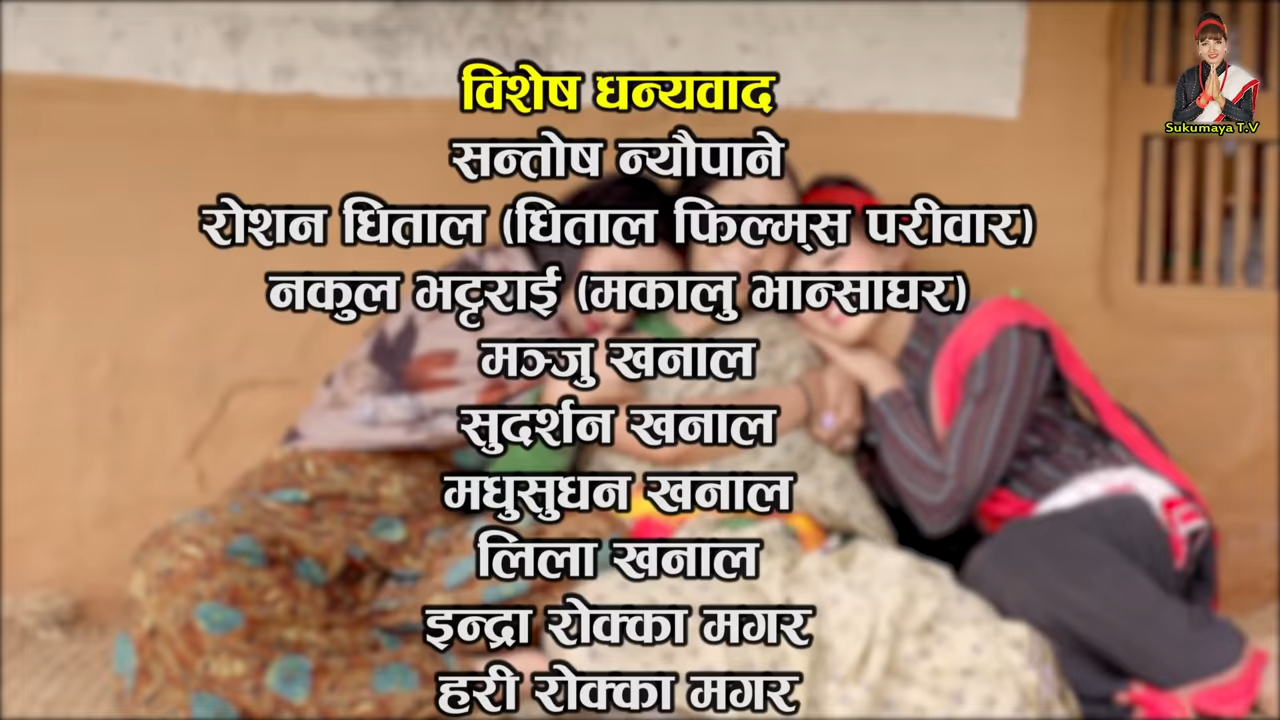 विशेष धन्यवाद
सन्तोष न्यौपाने
रोशन धिताल (धिताल फिल्म्स परीवार)
नकुल भट्टराई (मकालु भान्साघर)
मञ्जु खनाल
सुदर्शन खनाल
मधुसुधन खनाल
लिला खनाल
इन्द्रा रोक्का मगर
हरी रोक्का मगर
Sukumaya T.V